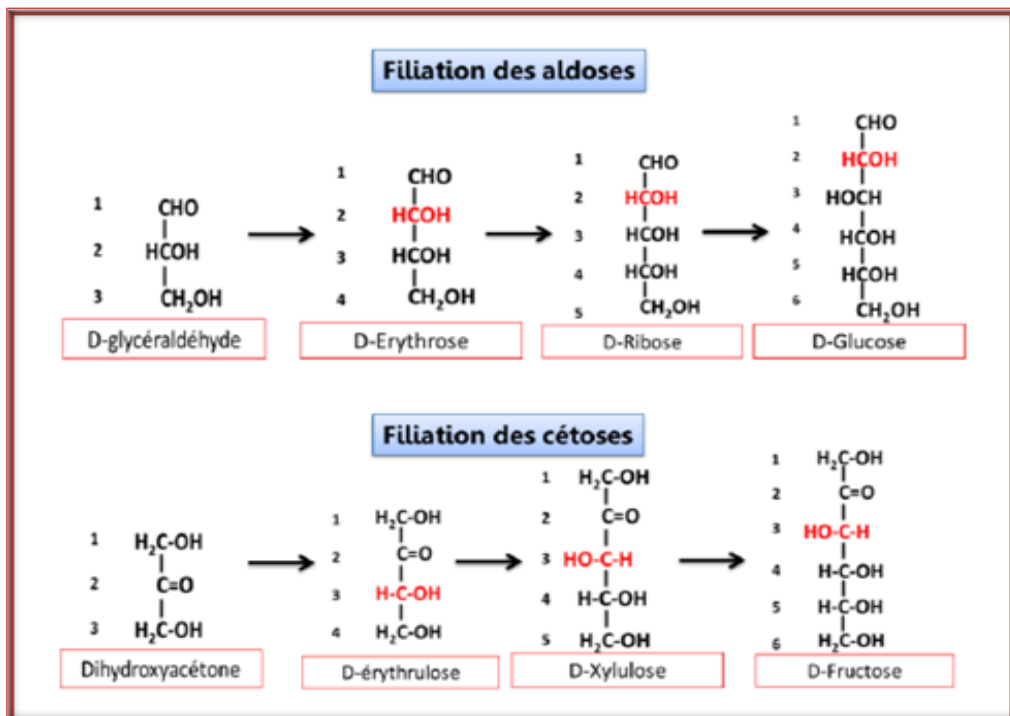 Filiation des aldoses
1 CHO
2 HCOH
3 CH₂OH
D-glycéraldéhyde
1 CHO
2 HCOH
3 HCOH
4 CH₂OH
D-Erythrose
1 CHO
2 HCOH
3 HCOH
4 HCOH
5 CH₂OH
D-Ribose
1 CHO
2 HCOH
3 HOCH
4 HCOH
5 HCOH
6 CH₂OH
D-Glucose
Filiation des cétoses
1 H₂C-OH
2 C=O
3 H₂C-OH
Dihydroxyacétone
1 H₂C-OH
2 C=O
3 H-C-OH
4 H₂C-OH
D-érythrulose
1 H₂C-OH
2 C=O
3 HO-C-H
4 H-C-OH
5 H₂C-OH
D-Xylulose
1 H₂C-OH
2 C=O
3 HO-C-H
4 H-C-OH
5 H-C-OH
6 H₂C-OH
D-Fructose